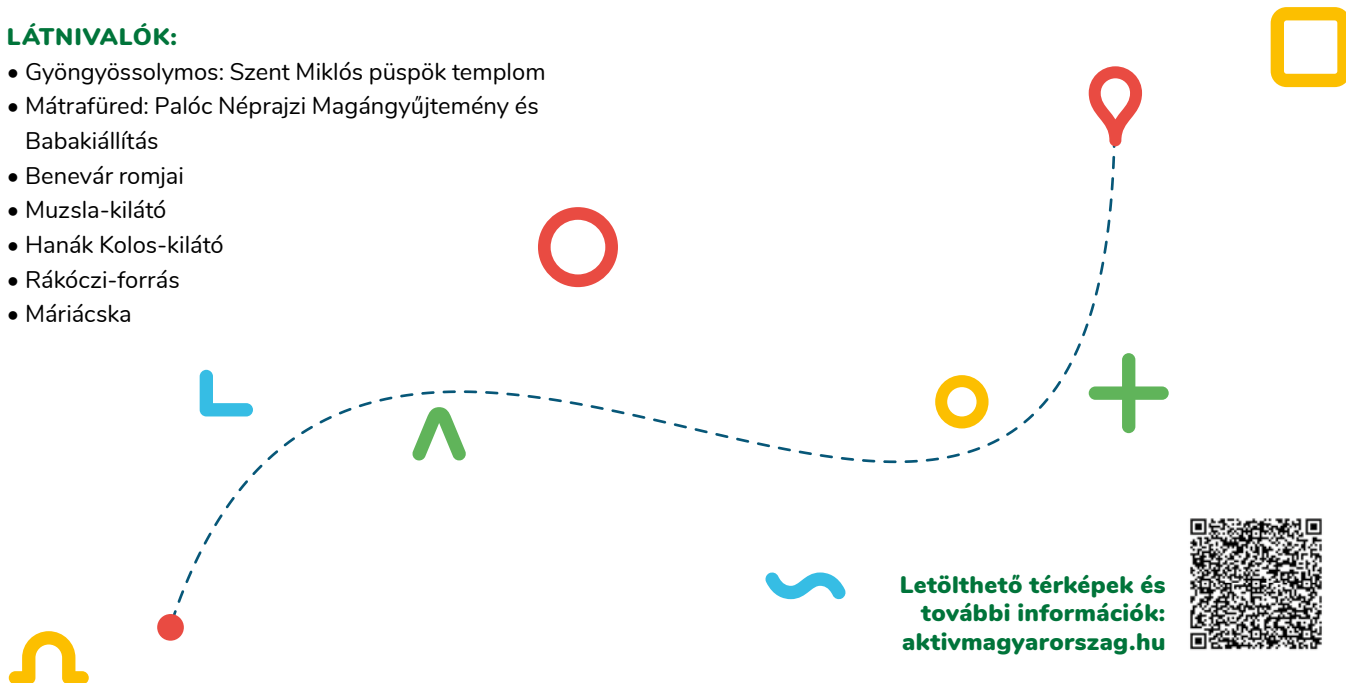 LÁTNIVALÓK:
• Gyöngyössolymos: Szent Miklós püspök templom
• Mátrafüred: Palóc Néprajzi Magángyűjtemény és
Babakiállítás
• Benevár romjai
• Muzsla-kilátó
• Hanák Kolos-kilátó
• Rákóczi-forrás
• Máriácska
Letölthető térképek és
további információk:
aktivmagyarorszag.hu